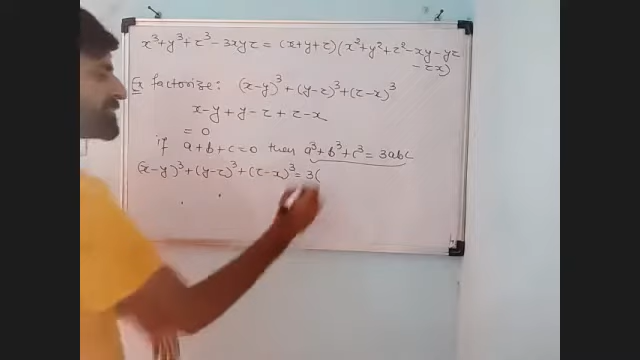 x³ + y³ + z³ - 3xyz = (x+y+z)(x²+y²+z²-xy-yz
- zx)
Ex factorize: (x-y)³ + (y-z)³ + (z-x)³
x-y + y-z + z-x
= 0
if a+b+c=0 then a³+b³+c³ = 3abc
(x-y)³ + (y-z)³ + (z-x)³ = 3(